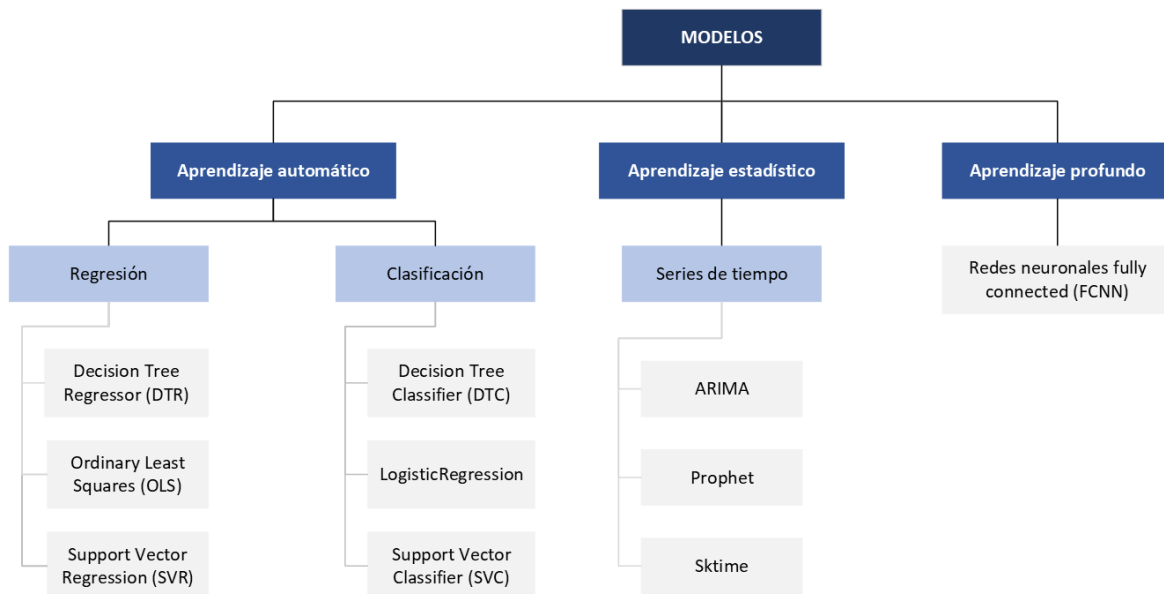 MODELOS
Aprendizaje automático
Aprendizaje estadístico
Aprendizaje profundo
Regresión
Clasificación
Series de tiempo
Redes neuronales fully
connected (FCNN)
Decision Tree
Regressor (DTR)
Ordinary Least
Squares (OLS)
Support Vector
Regression (SVR)
Decision Tree
Classifier (DTC)
LogisticRegression
Support Vector
Classifier (SVC)
ARIMA
Prophet
Sktime